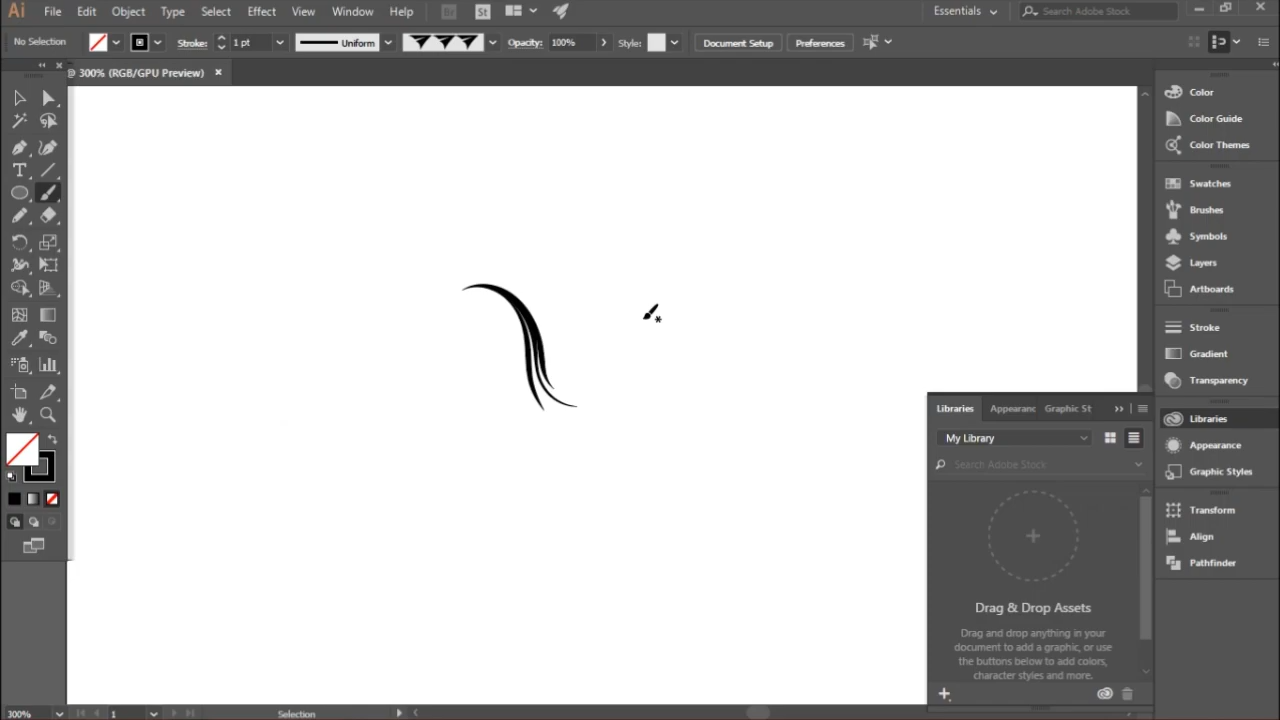 Ai File Edit Object Type Select Effect View Window Help Br St Essentials Search Adobe Stock
No Selection Stroke: 1 pt Uniform Opacity: 100% Style: Document Setup Preferences
@ 300% (RGB/GPU Preview)
Color
Color Guide
Color Themes
Swatches
Brushes
Symbols
Layers
Artboards
Stroke
Gradient
Transparency
Libraries
Appearance
Graphic Styles
Transform
Align
Pathfinder
Libraries Appearanc Graphic St
My Library
Search Adobe Stock
Drag & Drop Assets
Drag and drop anything in your
document to add a graphic, or use
the buttons below to add colors,
character styles and more.
300% 1 Selection